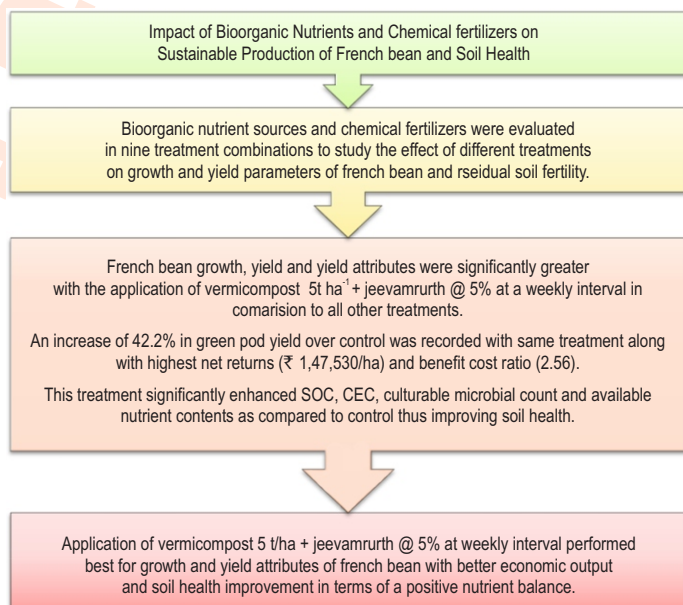 Impact of Bioorganic Nutrients and Chemical fertilizers on
Sustainable Production of French bean and Soil Health
Bioorganic nutrient sources and chemical fertilizers were evaluated
in nine treatment combinations to study the effect of different treatments
on growth and yield parameters of french bean and rseidual soil fertility.
French bean growth, yield and yield attributes were significantly greater
with the application of vermicompost 5t ha⁻¹ + jeevamrurth @ 5% at a weekly interval in
comparision to all other treatments.
An increase of 42.2% in green pod yield over control was recorded with same treatment along
with highest net returns (₹ 1,47,530/ha) and benefit cost ratio (2.56).
This treatment significantly enhanced SOC, CEC, culturable microbial count and available
nutrient contents as compared to control thus improving soil health.
Application of vermicompost 5 t/ha + jeevamrurth @ 5% at weekly interval performed
best for growth and yield attributes of french bean with better economic output
and soil health improvement in terms of a positive nutrient balance.